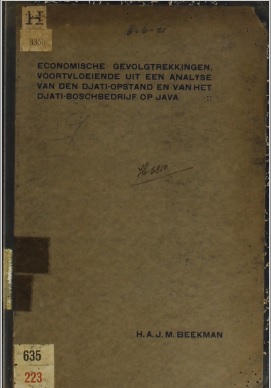 H
ECONOMISCHE GEVOLGTREKKINGEN,
VOORTVLOEIENDE UIT EEN ANALYSE
VAN DEN DJATI-OPSTAND EN VAN HET
DJATI-BOSCHBEDRIJF OP JAVA
H.A.J.M. BEEKMAN
635
223